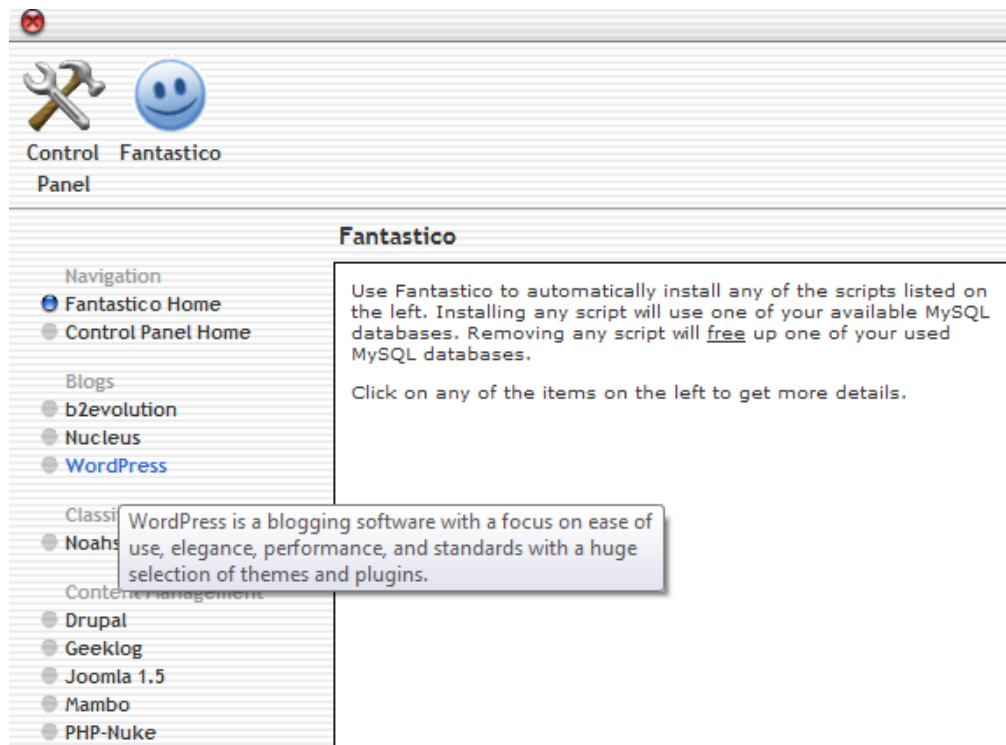 Control Fantastico
Panel
Fantastico
Navigation
Fantastico Home
Control Panel Home
Blogs
b2evolution
Nucleus
WordPress
Classi
Noahs
Content Management
Drupal
Geeklog
Joomla 1.5
Mambo
PHP-Nuke
Use Fantastico to automatically install any of the scripts listed on
the left. Installing any script will use one of your available MySQL
databases. Removing any script will free up one of your used
MySQL databases.
Click on any of the items on the left to get more details.
WordPress is a blogging software with a focus on ease of
use, elegance, performance, and standards with a huge
selection of themes and plugins.